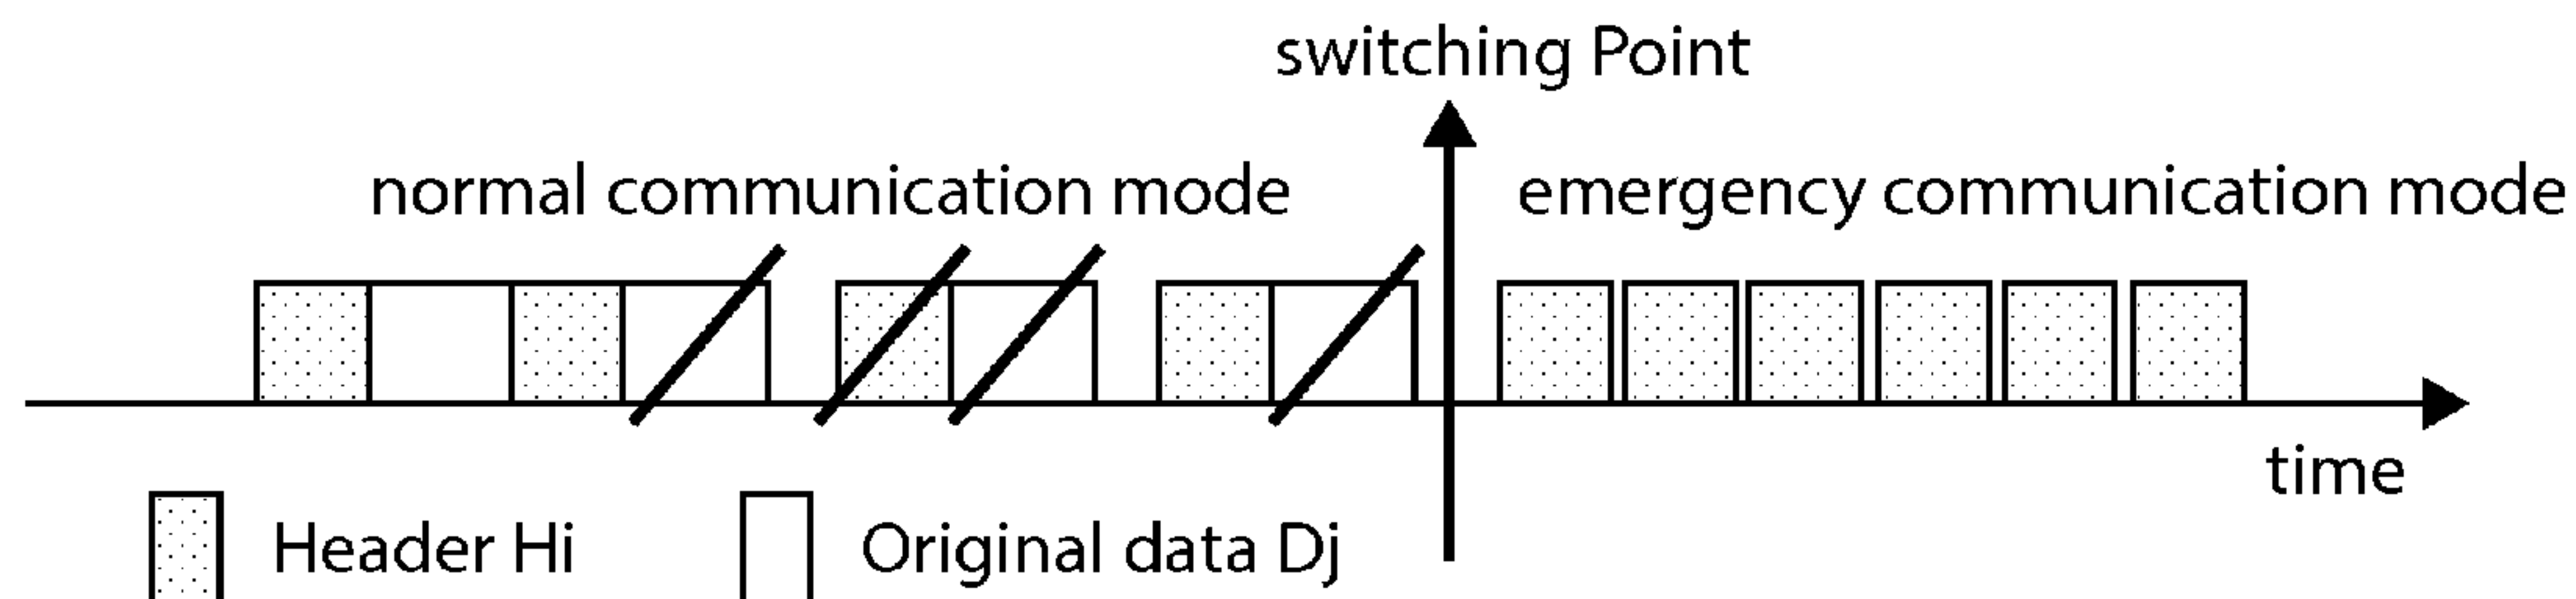 switching Point
normal communication mode
emergency communication mode
time
Header Hi
Original data Dj